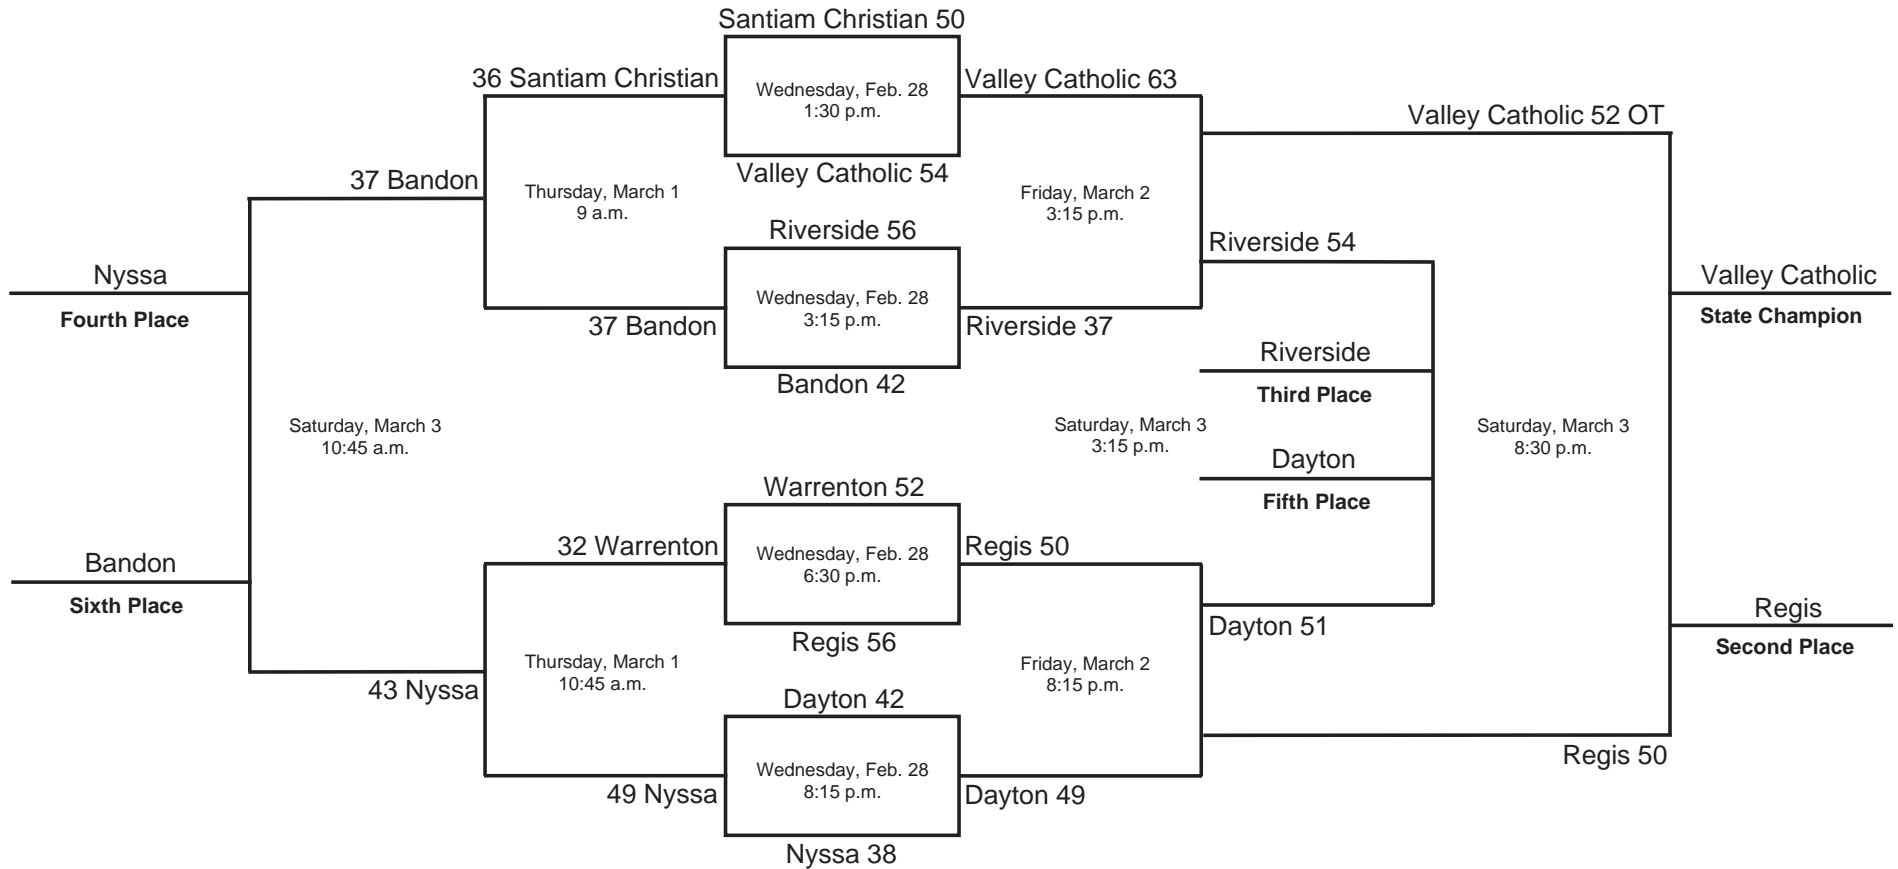 Santiam Christian 50
36 Santiam Christian
Wednesday, Feb. 28
1:30 p.m.
Valley Catholic 63
Valley Catholic 52 OT
Valley Catholic 54
37 Bandon
Thursday, March 1
9 a.m.
Friday, March 2
3:15 p.m.
Riverside 56
Riverside 54
Nyssa
Fourth Place
Wednesday, Feb. 28
3:15 p.m.
Valley Catholic
State Champion
37 Bandon
Riverside 37
Bandon 42
Riverside
Third Place
Saturday, March 3
10:45 a.m.
Saturday, March 3
3:15 p.m.
Saturday, March 3
8:30 p.m.
Dayton
Fifth Place
Warrenton 52
32 Warrenton
Wednesday, Feb. 28
6:30 p.m.
Regis 50
Bandon
Sixth Place
Regis 56
Dayton 51
Regis
Second Place
Thursday, March 1
10:45 a.m.
Friday, March 2
8:15 p.m.
43 Nyssa
Dayton 42
Regis 50
Wednesday, Feb. 28
8:15 p.m.
49 Nyssa
Dayton 49
Nyssa 38